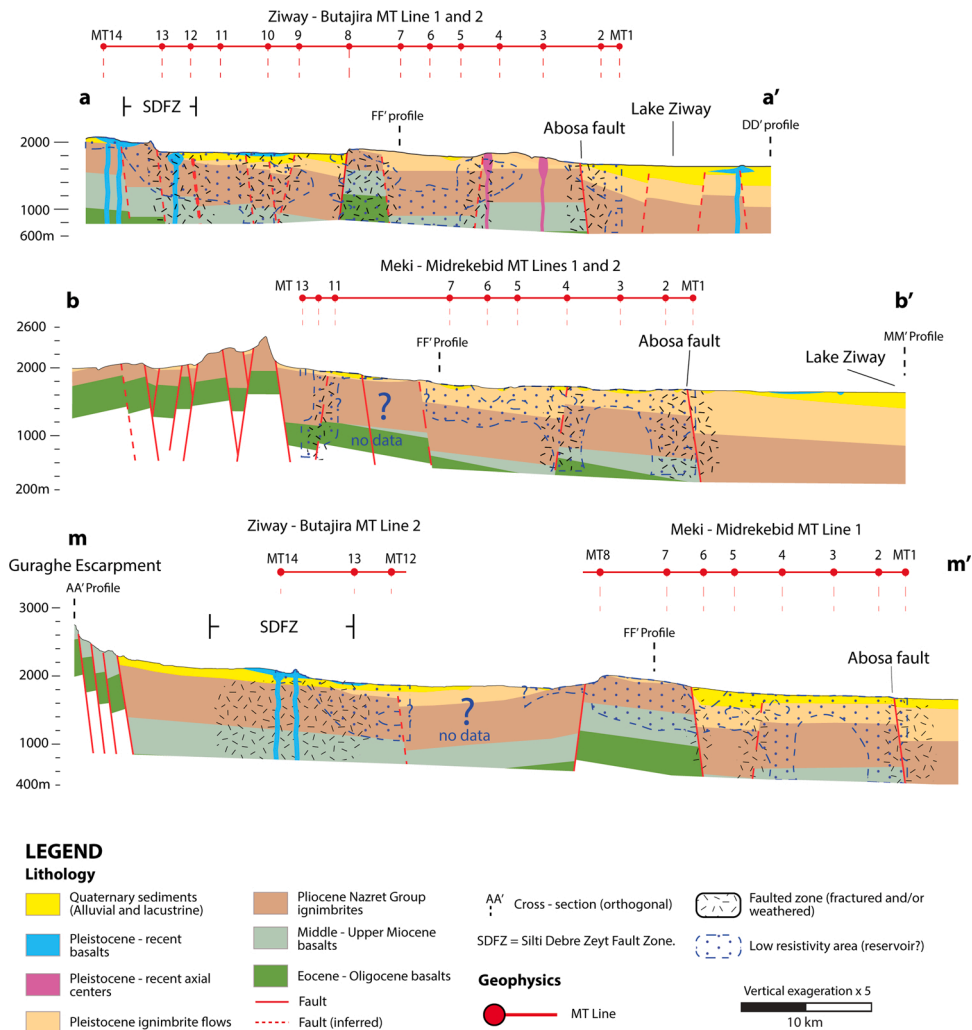 Ziway - Butajira MT Line 1 and 2
MT14 13 12 11 10 9 8 7 6 5 4 3 2 MT1
a a’
SDFZ
FF’ profile
Abosa fault
Lake Ziway
DD’ profile
2000
1000
600m
Meki - Midrekebid MT Lines 1 and 2
MT 13 11 7 6 5 4 3 2 MT1
b b’
2600
FF’ Profile
Abosa fault
MM’ Profile
Lake Ziway
2000
?
?
?
no data
1000
200m
Ziway - Butajira MT Line 2
Meki - Midrekebid MT Line 1
m m’
MT14 13 MT12
MT8 7 6 5 4 3 2 MT1
Guraghe Escarpment
AA’ Profile
3000
SDFZ
FF’ Profile
Abosa fault
2000
?
?
?
no data
1000
400m
LEGEND
Lithology
Quaternary sediments
(Alluvial and lacustrine)
Pleistocene - recent
basalts
Pleistocene - recent axial
centers
Pleistocene ignimbrite flows
Pliocene Nazret Group
ignimbrites
Middle - Upper Miocene
basalts
Eocene - Oligocene basalts
Fault
Fault (inferred)
AA’
Cross - section (orthogonal)
SDFZ = Silti Debre Zeyt Fault Zone.
Geophysics
MT Line
Faulted zone (fractured and/or
weathered)
Low resistivity area (reservoir?)
Vertical exageration x 5
10 km